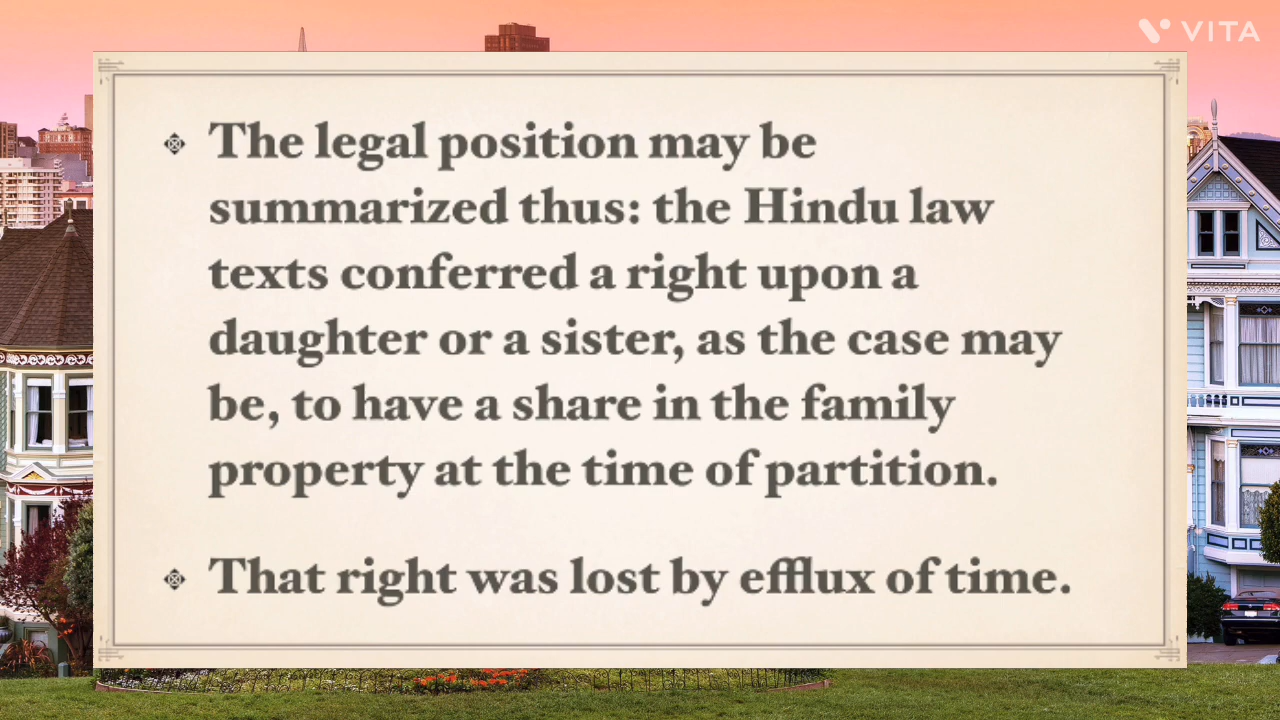 VITA
The legal position may be
summarized thus: the Hindu law
texts conferred a right upon a
daughter or a sister, as the case may
be, to have a share in the family
property at the time of partition.
That right was lost by efflux of time.